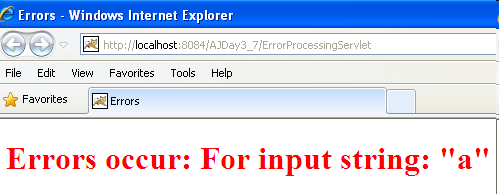 Errors - Windows Internet Explorer
http://localhost:8084/AJDay3_7/ErrorProcessingServlet
File Edit View Favorites Tools Help
Favorites Errors
Errors occur: For input string: "a"